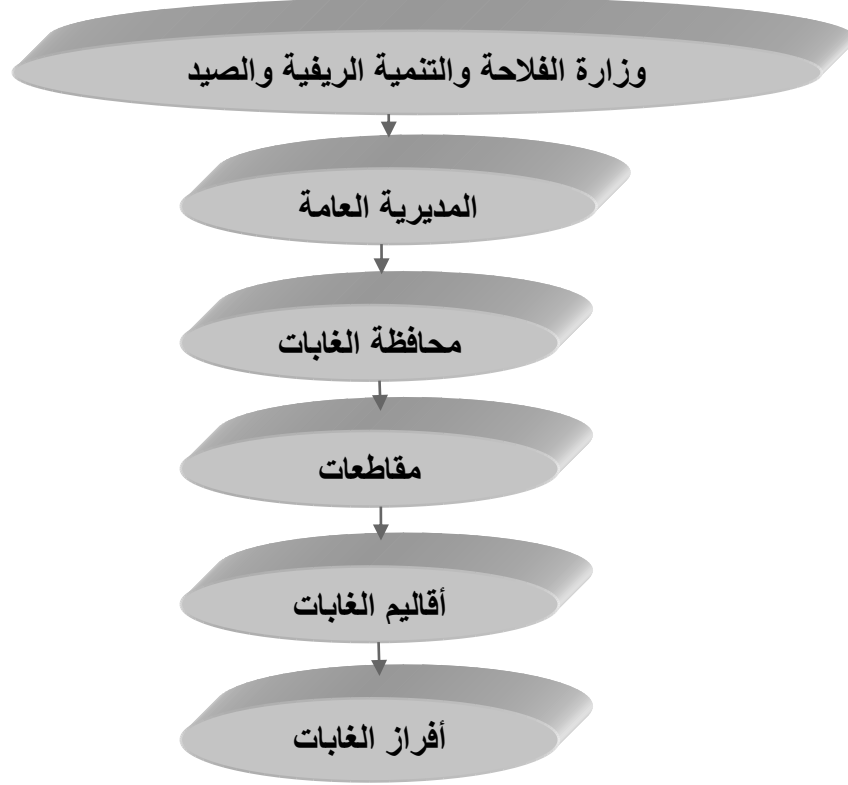 وزارة الفلاحة والتنمية الريفية والصيد
المديرية العامة
محافظة الغابات
مقاطعات
أقاليم الغابات
أفراز الغابات